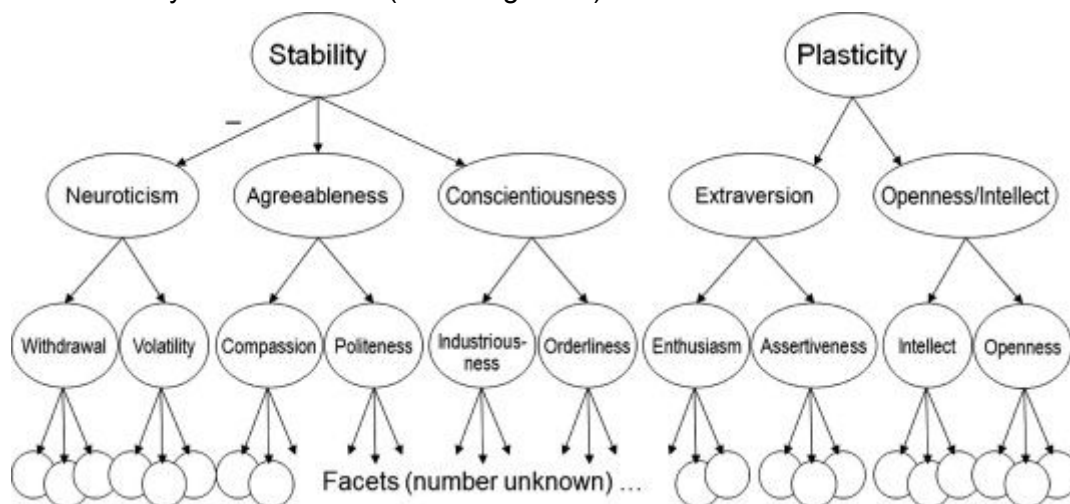 Stability
Plasticity
–
Neuroticism
Agreeableness
Conscientiousness
Extraversion
Openness/Intellect
Withdrawal
Volatility
Compassion
Politeness
Industrious-
ness
Orderliness
Enthusiasm
Assertiveness
Intellect
Openness
Facets (number unknown) ...